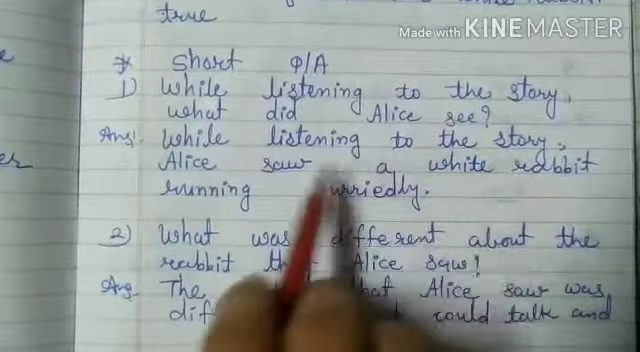 true
Made with KINEMASTER
* Short Q/A
1) While listening to the story,
what did Alice see?
Ans: While listening to the story,
Alice saw a white rabbit
running urriedly.
2) What was different about the
rabbit Alice saw?
Ans. The Alice saw was
dif could talk and